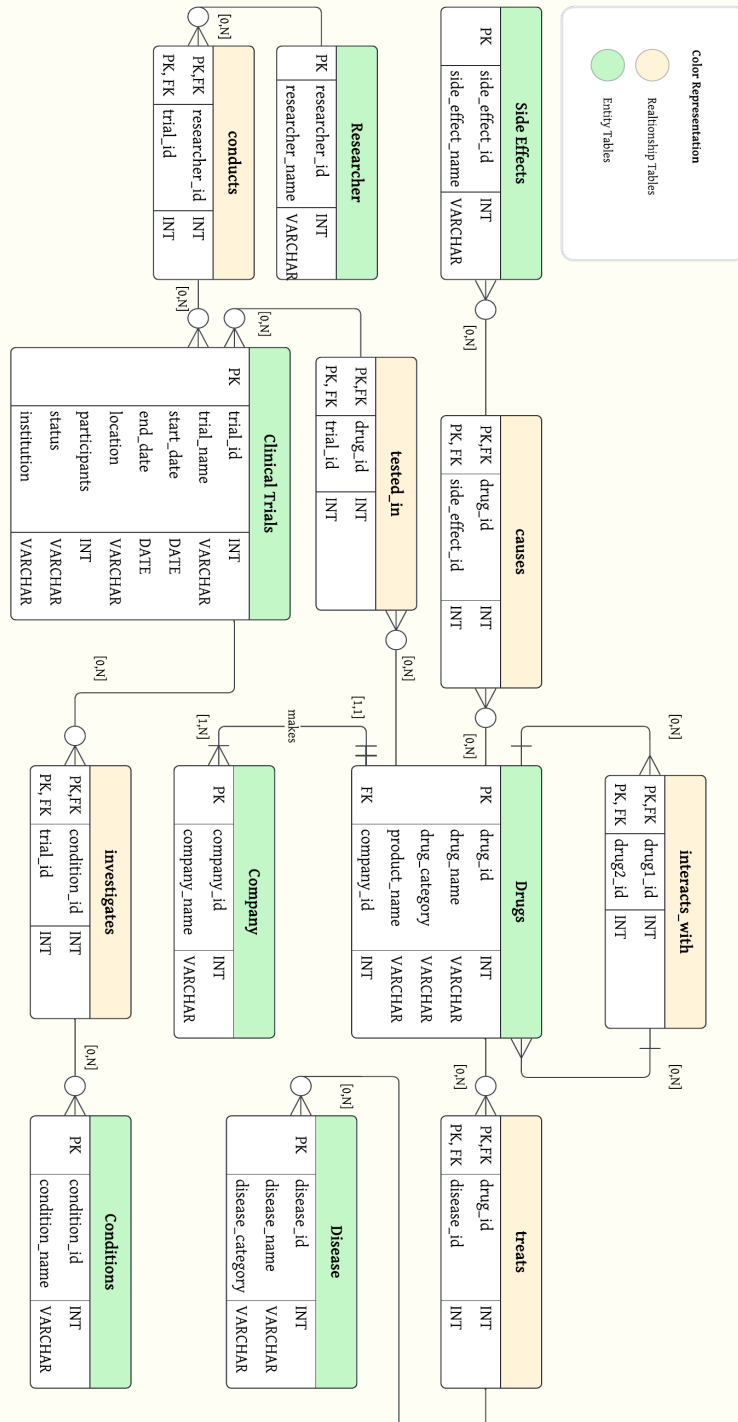 Color Representation
Realtionship Tables
Entity Tables
interacts_with
PK,FK drug1_id INT
PK, FK drug2_id INT
[0,N]
[0,N]
Side Effects
PK side_effect_id INT
side_effect_name VARCHAR
[0,N]
causes
PK,FK drug_id INT
PK, FK side_effect_id INT
[0,N]
Drugs
PK drug_id INT
drug_name VARCHAR
drug_category VARCHAR
product_name VARCHAR
FK company_id INT
[0,N]
treats
PK,FK drug_id INT
PK, FK disease_id INT
Researcher
PK researcher_id INT
researcher_name VARCHAR
[0,N]
tested_in
PK,FK drug_id INT
PK, FK trial_id INT
[0,N]
[0,N]
[1,1]
makes
[1,N]
Disease
PK disease_id INT
disease_name VARCHAR
disease_category VARCHAR
[0,N]
conducts
PK,FK researcher_id INT
PK, FK trial_id INT
[0,N]
Clinical Trials
PK trial_id INT
trial_name VARCHAR
start_date DATE
end_date DATE
location VARCHAR
participants INT
status VARCHAR
institution VARCHAR
Company
PK company_id INT
company_name VARCHAR
[0,N]
investigates
PK,FK condition_id INT
PK, FK trial_id INT
[0,N]
Conditions
PK condition_id INT
condition_name VARCHAR